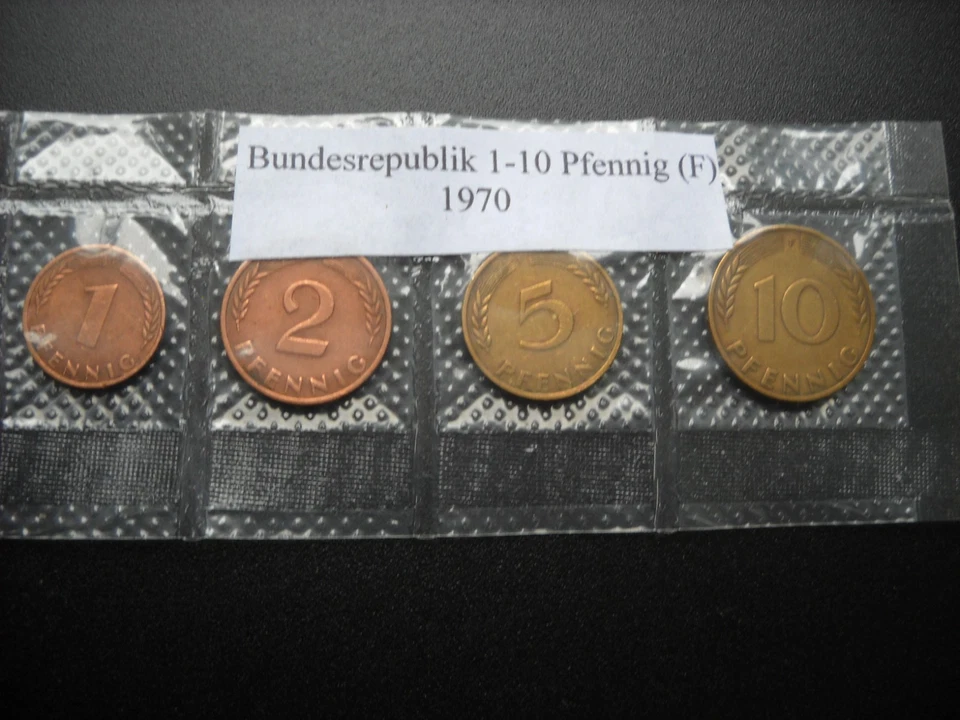 Bundesrepublik 1-10 Pfennig (F)
1970
1
PFENNIG
2
PFENNIG
5
PFENNIG
F
10
PFENNIG